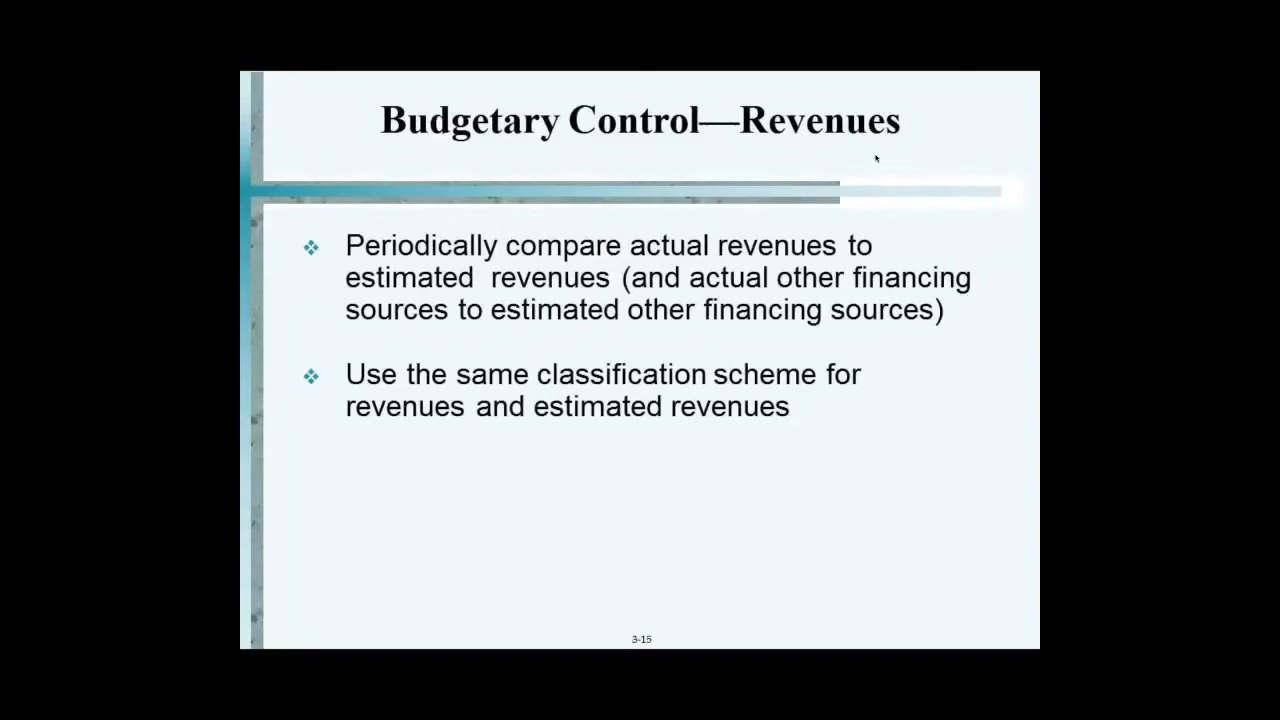 Budgetary Control—Revenues
Periodically compare actual revenues to
estimated revenues (and actual other financing
sources to estimated other financing sources)
Use the same classification scheme for
revenues and estimated revenues
3-15